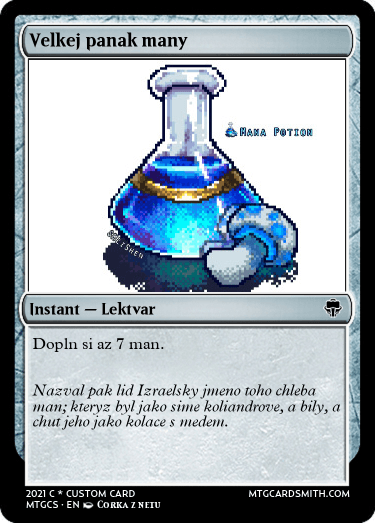 Velkej panak many
Mana Potion
Instant — Lektvar
Dopln si az 7 man.
Nazval pak lid Izraelsky jmeno toho chleba
man; kteryz byl jako sime koliandrove, a bily, a
chut jeho jako kolace s medem.
2021 C * CUSTOM CARD
MTGCARDSMITH.COM
MTGCS · EN CORKA Z NETU